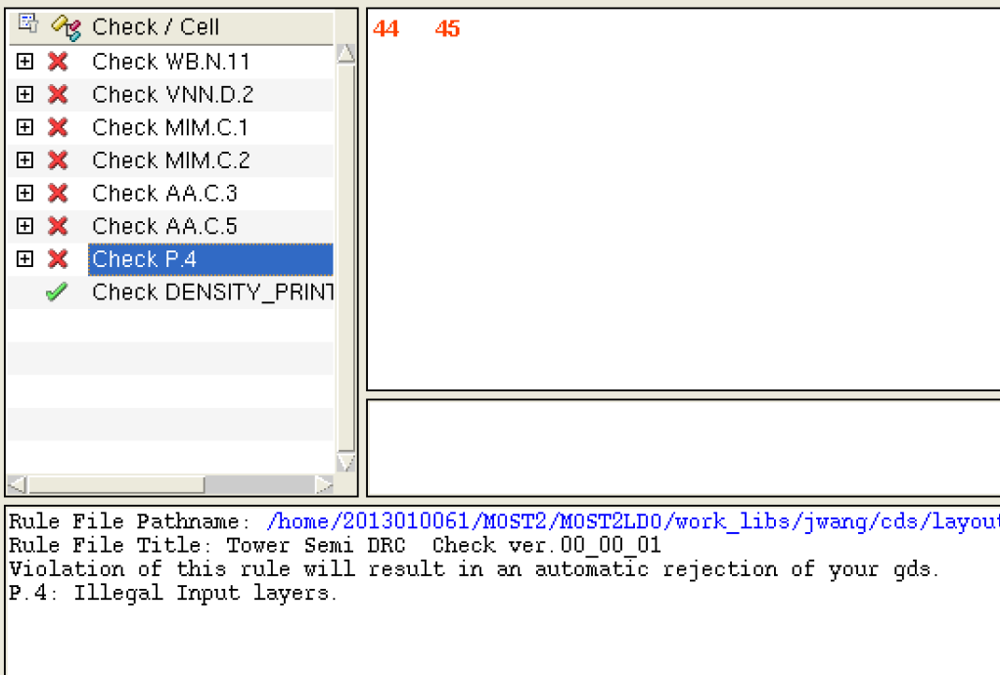 Check / Cell
44 45
Check WB.N.11
Check VNN.D.2
Check MIM.C.1
Check MIM.C.2
Check AA.C.3
Check AA.C.5
Check P.4
Check DENSITY_PRINT
Rule File Pathname: /home/2013010061/MOST2/MOST2LDO/work_libs/jwang/cds/layout
Rule File Title: Tower Semi DRC Check ver.00_00_01
Violation of this rule will result in an automatic rejection of your gds.
P.4: Illegal Input layers.